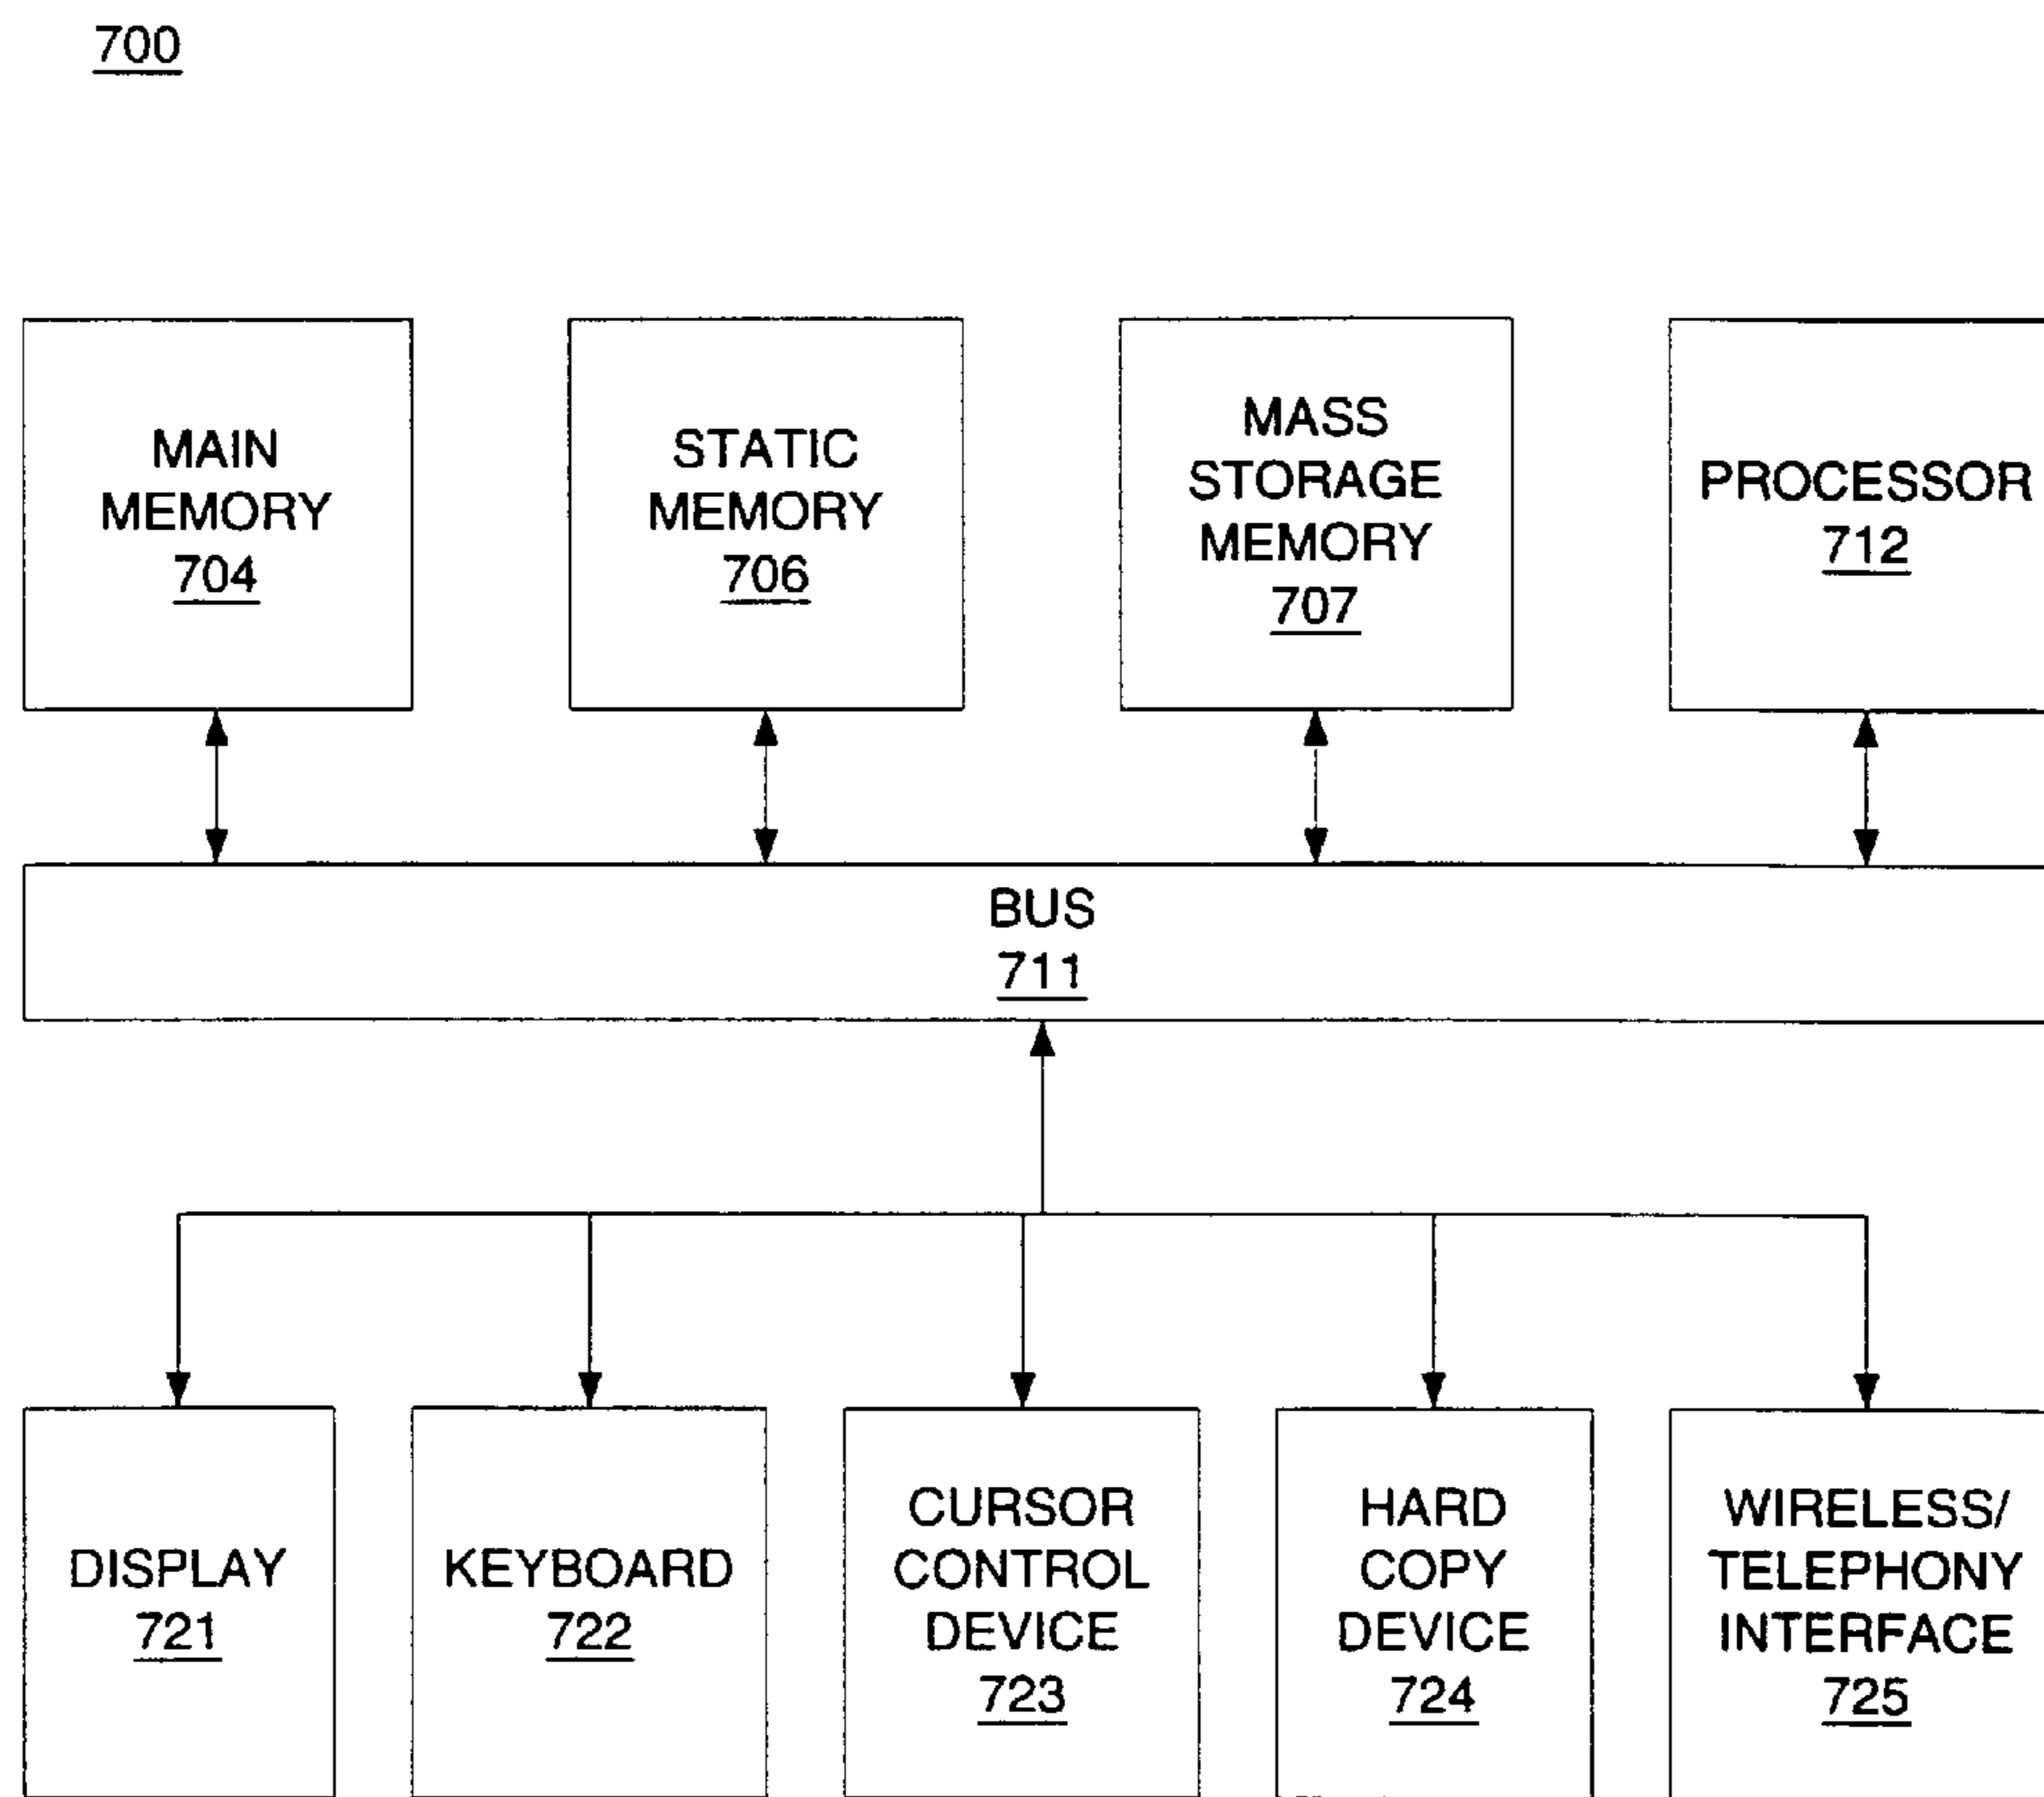 700
MAIN
MEMORY
704
STATIC
MEMORY
706
MASS
STORAGE
MEMORY
707
PROCESSOR
712
BUS
711
DISPLAY
721
KEYBOARD
722
CURSOR
CONTROL
DEVICE
723
HARD
COPY
DEVICE
724
WIRELESS/
TELEPHONY
INTERFACE
725